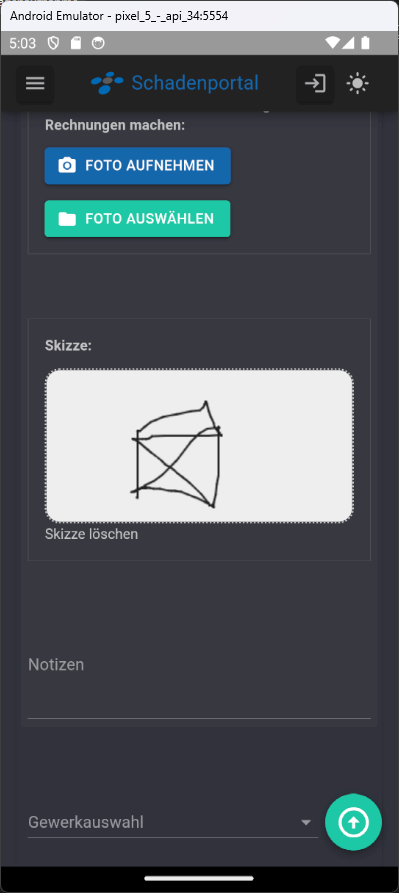 Android Emulator - pixel_5_-_api_34:5554
5:03
Schadenportal
Rechnungen machen:
FOTO AUFNEHMEN
FOTO AUSWÄHLEN
Skizze:
Skizze löschen
Notizen
Gewerkauswahl